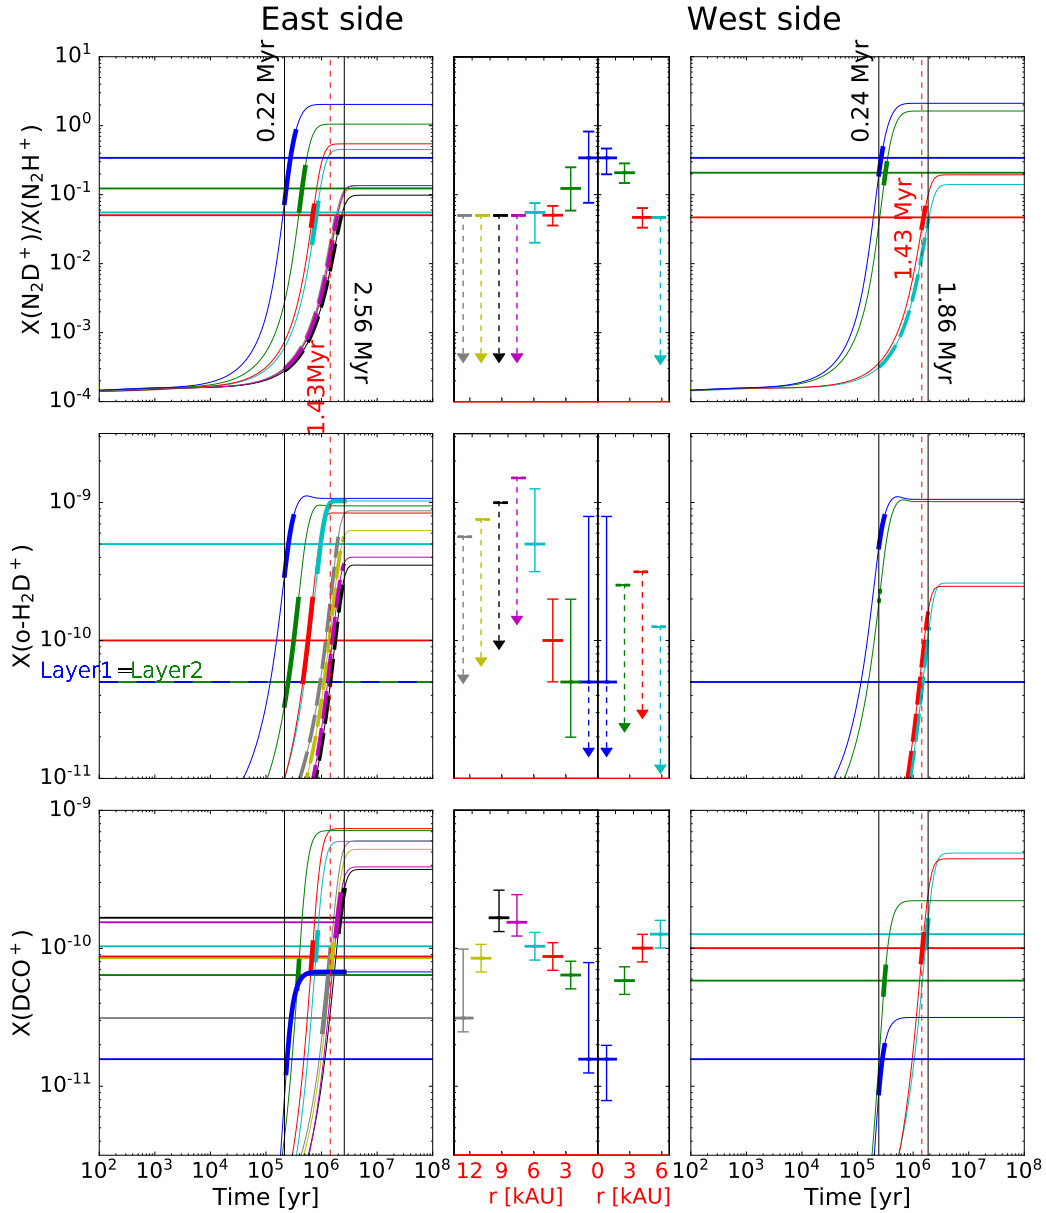 East side
West side
10^1
10^0
10^-1
10^-2
10^-3
10^-4
X(N₂D⁺)/X(N₂H⁺)
0.22 Myr
2.56 Myr
1.43Myr
0.24 Myr
1.43 Myr
1.86 Myr
10^-9
10^-10
10^-11
X(o-H₂D⁺)
Layer1=Layer2
10^-9
10^-10
10^-11
X(DCO⁺)
10^2 10^3 10^4 10^5 10^6 10^7 10^8
Time [yr]
12 9 6 3 0 3 6
r [kAU] r [kAU]
10^2 10^3 10^4 10^5 10^6 10^7 10^8
Time [yr]